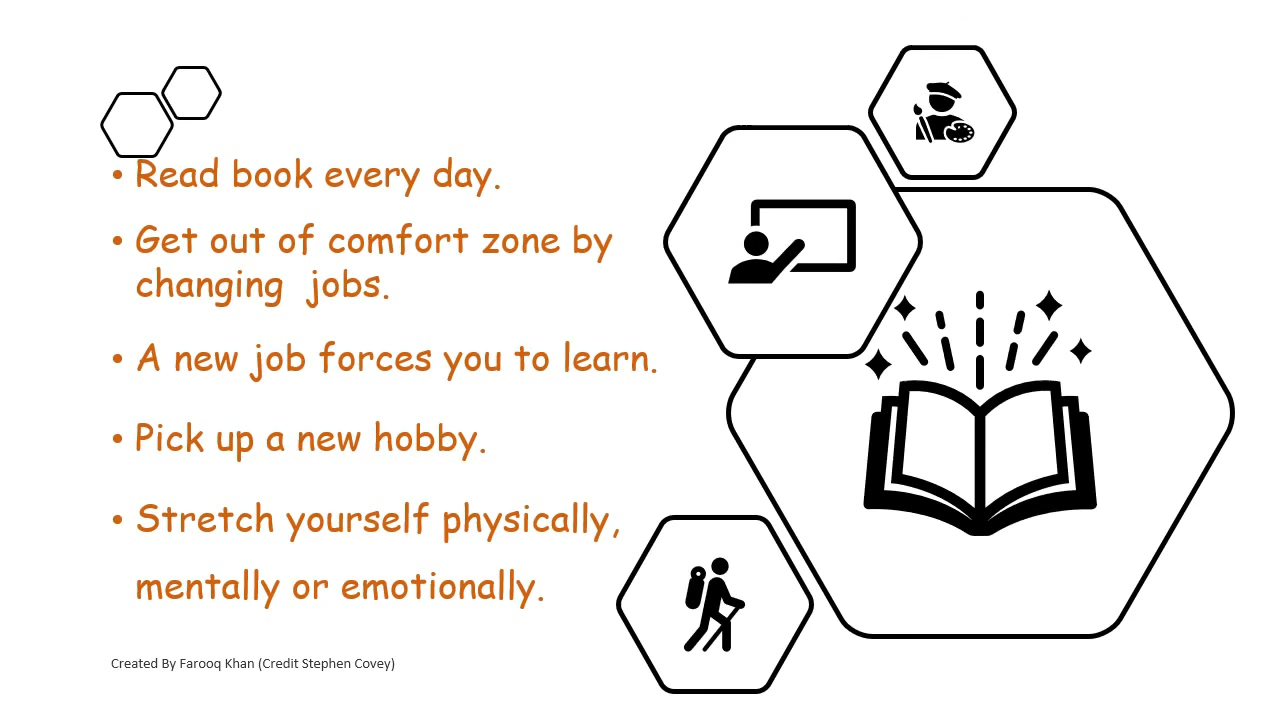 • Read book every day.
• Get out of comfort zone by
changing  jobs.
• A new job forces you to learn.
• Pick up a new hobby.
• Stretch yourself physically,
mentally or emotionally.
Created By Farooq Khan (Credit Stephen Covey)